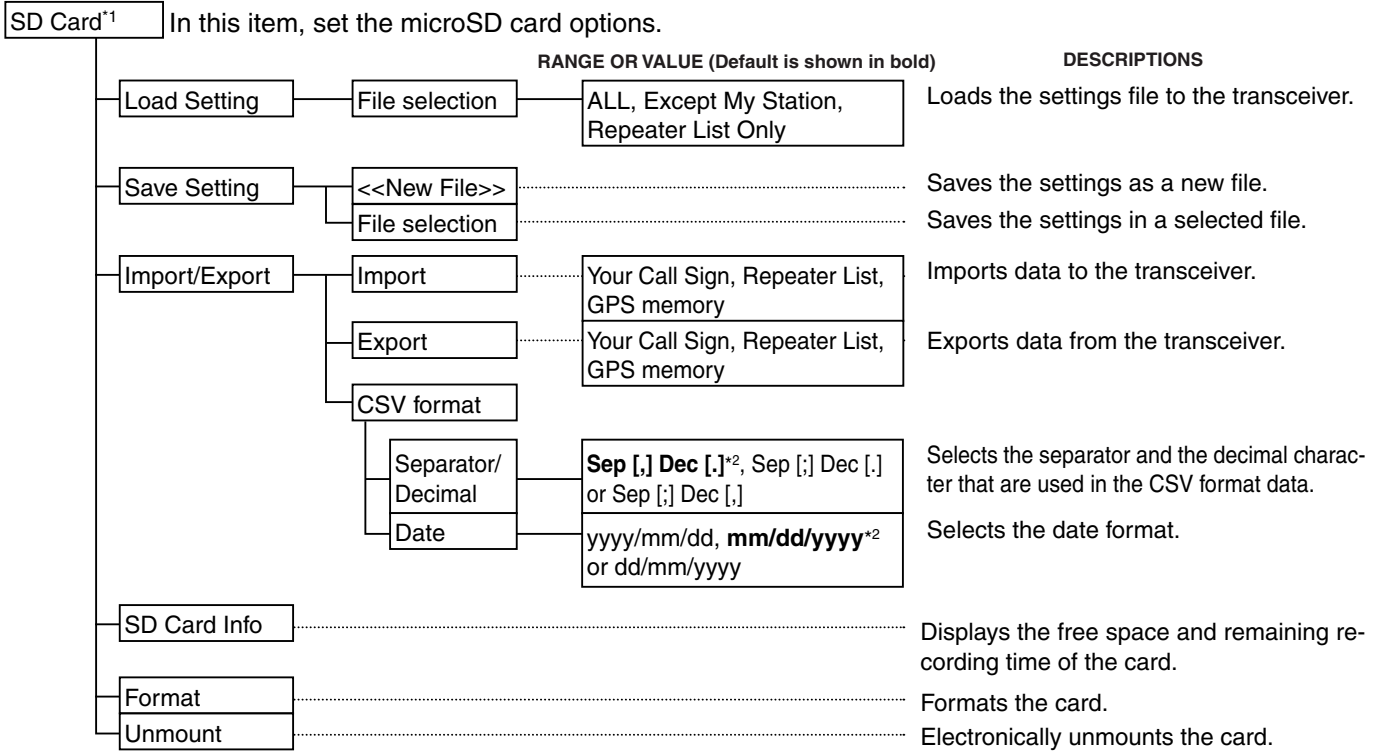 SD Card*1 In this item, set the microSD card options.
RANGE OR VALUE (Default is shown in bold) DESCRIPTIONS
Load Setting File selection ALL, Except My Station, Loads the settings file to the transceiver.
Repeater List Only
Save Setting <<New File>> Saves the settings as a new file.
File selection Saves the settings in a selected file.
Import/Export Import Your Call Sign, Repeater List, Imports data to the transceiver.
GPS memory
Export Your Call Sign, Repeater List, Exports data from the transceiver.
GPS memory
CSV format
Separator/ Sep [,] Dec [.]*2, Sep [;] Dec [.] Selects the separator and the decimal charac-
Decimal or Sep [;] Dec [,] ter that are used in the CSV format data.
Date yyyy/mm/dd, mm/dd/yyyy*2 Selects the date format.
or dd/mm/yyyy
SD Card Info Displays the free space and remaining re-
cording time of the card.
Format Formats the card.
Unmount Electronically unmounts the card.